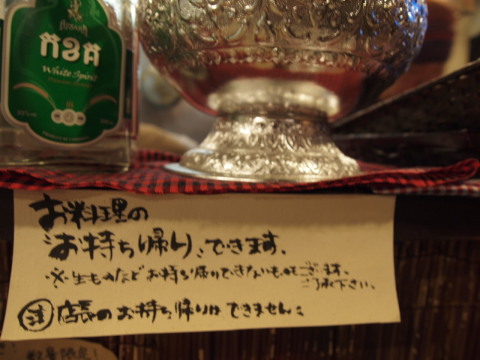 กวก
White Spirit
お料理の
お持ち帰り、できます。
・※・生ものなどお持ち帰りできないものもございます。
ご了承下さい。
注 店長のお持ち帰りはできません